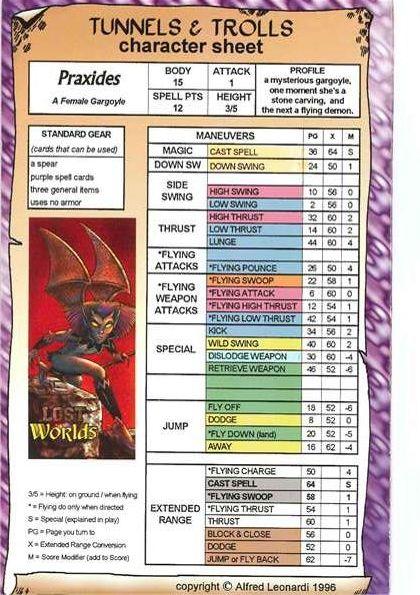 TUNNELS & TROLLS
character sheet
Praxides
A Female Gargoyle
BODY ATTACK
15 1
SPELL PTS HEIGHT
12 3/5
PROFILE
a mysterious gargoyle,
one moment she's a
stone carving, and
the next a flying demon.
STANDARD GEAR
(cards that can be used)
a spear
purple spell cards
three general items
uses no armor
MANEUVERS PG X M
MAGIC CAST SPELL 36 64 S
DOWN SW DOWN SWING 24 50 1
SIDE SWING
HIGH SWING 10 56 0
LOW SWING 2 56 0
THRUST
HIGH THRUST 32 60 2
LOW THRUST 14 60 2
LUNGE 44 60 4
*FLYING ATTACKS
*FLYING POUNCE 26 50 4
*FLYING WEAPON ATTACKS
*FLYING SWOOP 22 58 1
*FLYING ATTACK 6 60 0
*FLYING HIGH THRUST 12 54 1
*FLYING LOW THRUST 42 54 1
SPECIAL
KICK 34 56 2
WILD SWING 40 60 2
DISLODGE WEAPON 30 60 -4
RETRIEVE WEAPON 46 52 -6
JUMP
FLY OFF 18 52 -6
DODGE 8 52 0
*FLY DOWN (land) 20 52 -5
AWAY 16 62 -4
EXTENDED RANGE
*FLYING CHARGE 50 4
CAST SPELL 64 S
*FLYING SWOOP 58 1
*FLYING THRUST 54 1
THRUST 60 1
BLOCK & CLOSE 56 0
DODGE 52 0
JUMP or FLY BACK 62 -7
LOST
Worlds
3/5 = Height: on ground / when flying
* = Flying do only when directed
S = Special (explained in play)
PG = Page you turn to
X = Extended Range Conversion
M = Score Modifier (add to Score)
copyright © Alfred Leonardi 1996